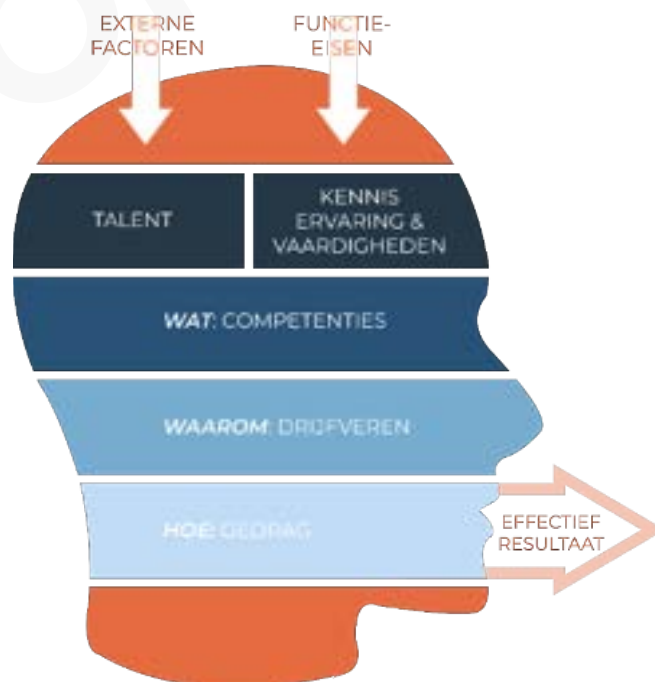 EXTERNE
FACTOREN
FUNCTIE-
EISEN
TALENT
KENNIS
ERVARING &
VAARDIGHEDEN
WAT: COMPETENTIES
WAAROM: DRIJFVEREN
HOE: GEDRAG
EFFECTIEF
RESULTAAT